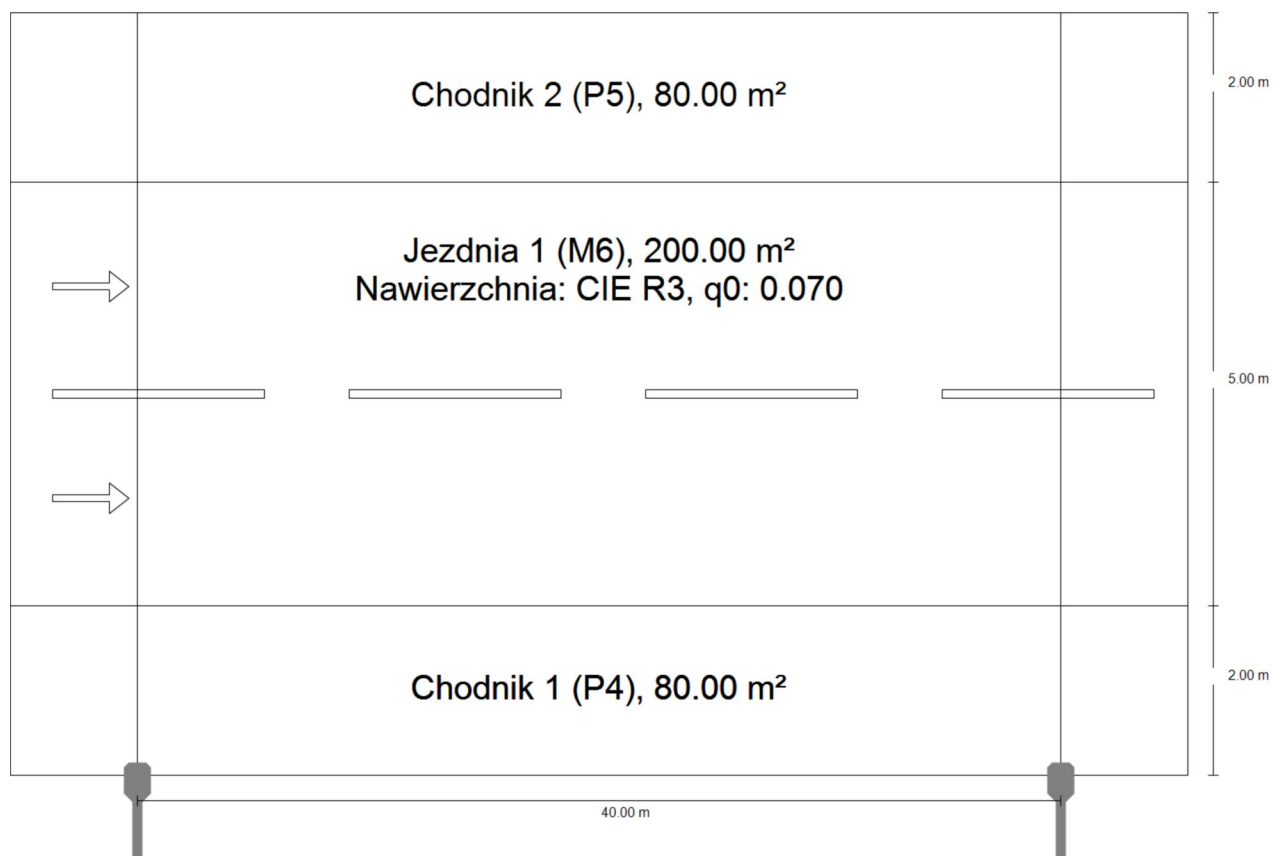 Chodnik 2 (P5), 80.00 m²
2.00 m
Jezdnia 1 (M6), 200.00 m²
Nawierzchnia: CIE R3, q0: 0.070
5.00 m
Chodnik 1 (P4), 80.00 m²
2.00 m
40.00 m